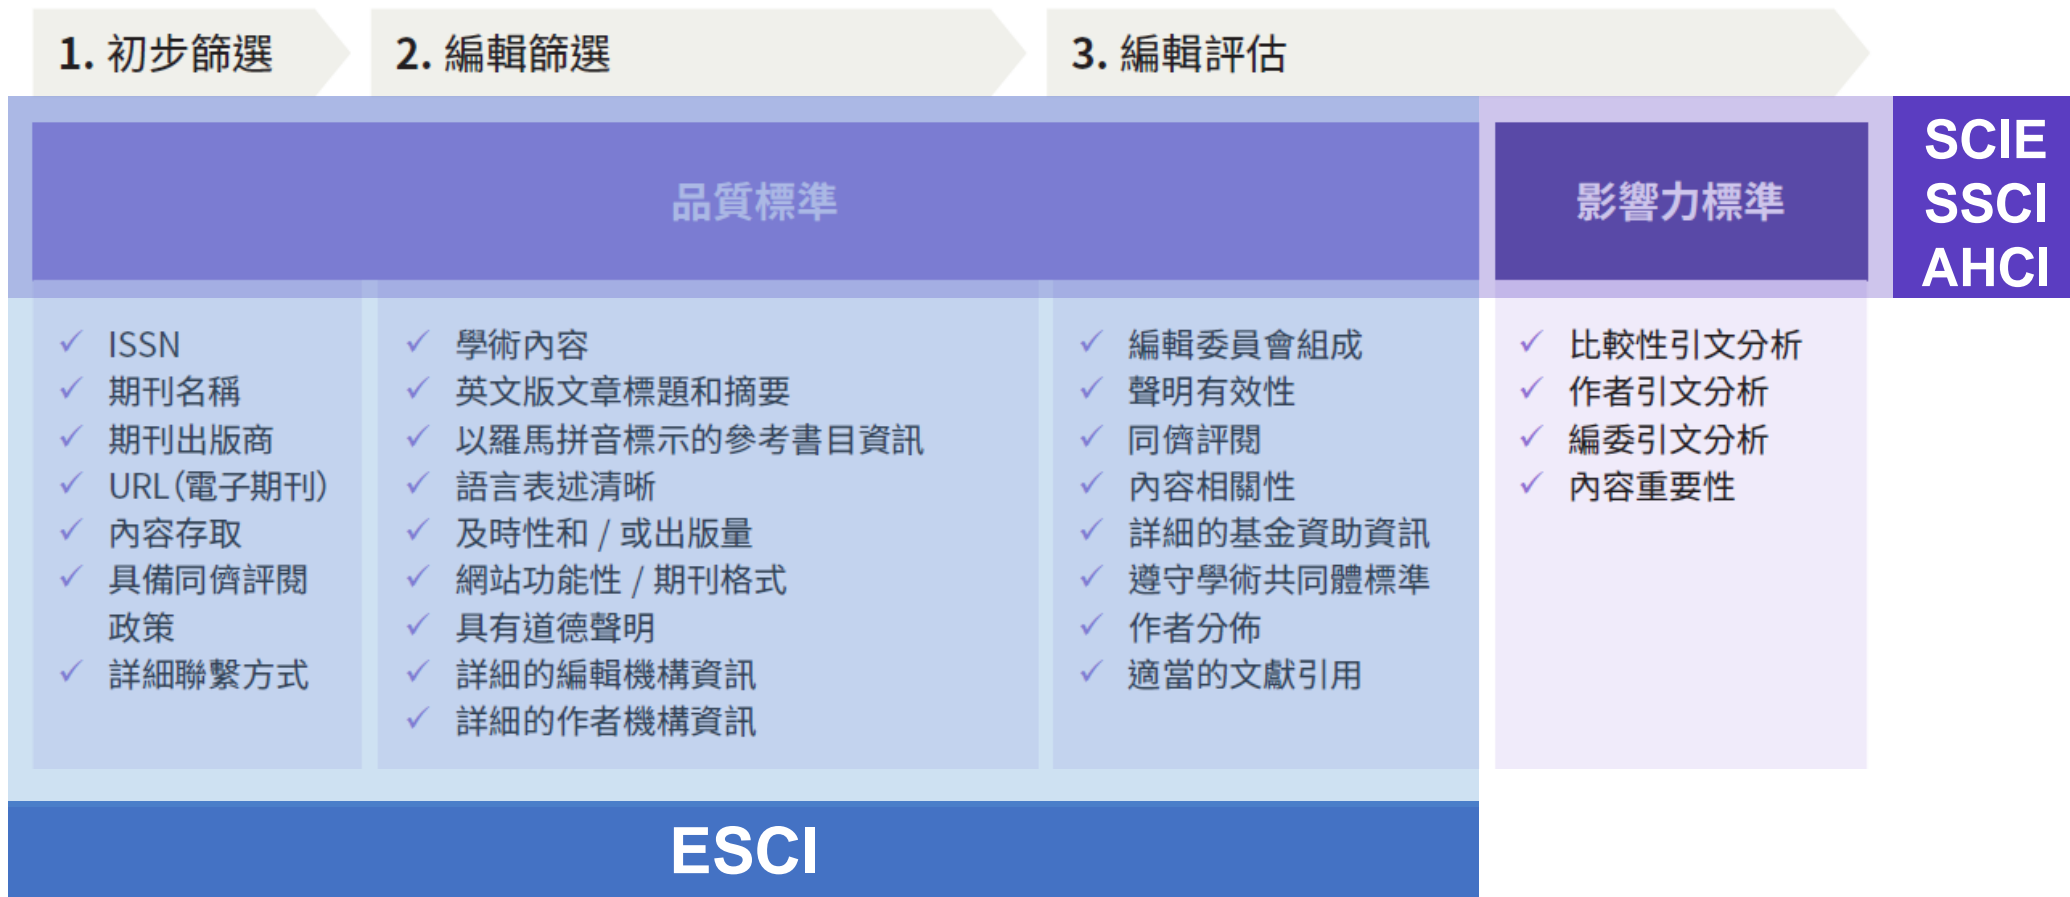 1. 初步篩選
2. 編輯篩選
3. 編輯評估
品質標準
影響力標準
SCIE
SSCI
AHCI
✓ ISSN
✓ 期刊名稱
✓ 期刊出版商
✓ URL(電子期刊)
✓ 內容存取
✓ 具備同儕評閱
政策
✓ 詳細聯繫方式
✓ 學術內容
✓ 英文版文章標題和摘要
✓ 以羅馬拼音標示的參考書目資訊
✓ 語言表述清晰
✓ 及時性和 / 或出版量
✓ 網站功能性 / 期刊格式
✓ 具有道德聲明
✓ 詳細的編輯機構資訊
✓ 詳細的作者機構資訊
✓ 編輯委員會組成
✓ 聲明有效性
✓ 同儕評閱
✓ 內容相關性
✓ 詳細的基金資助資訊
✓ 遵守學術共同體標準
✓ 作者分佈
✓ 適當的文獻引用
✓ 比較性引文分析
✓ 作者引文分析
✓ 編委引文分析
✓ 內容重要性
ESCI